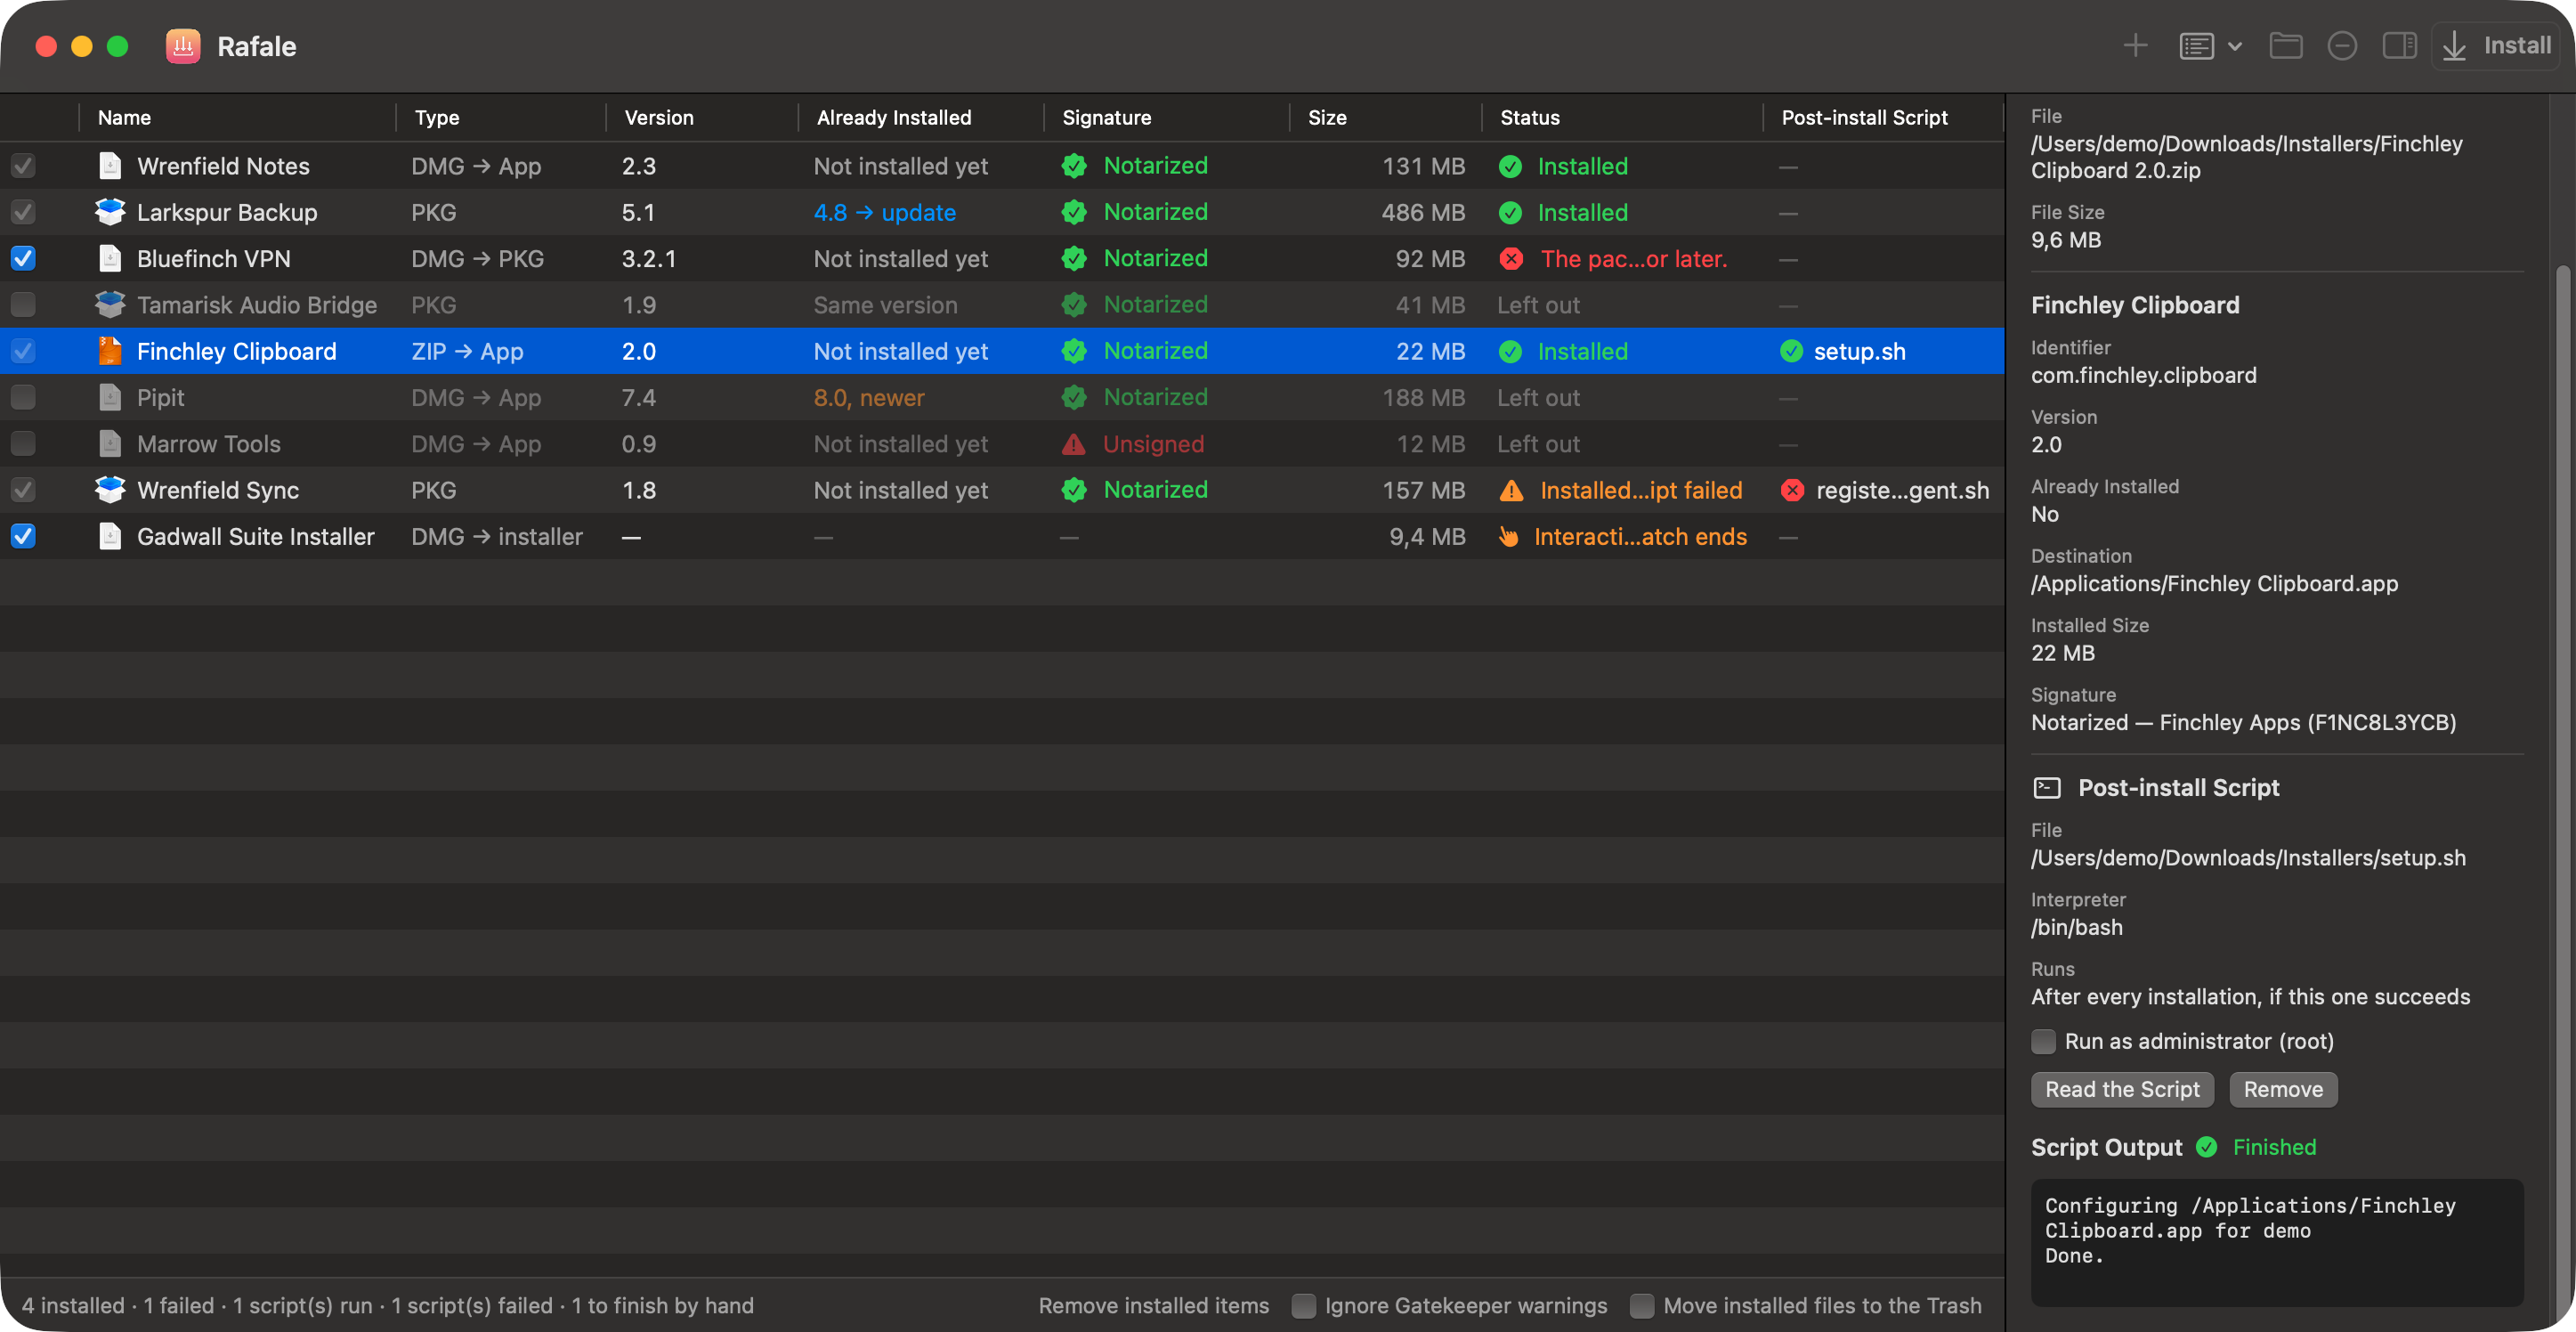 Rafale
Install
Name Type Version Already Installed Signature Size Status Post-install Script
Wrenfield Notes DMG → App 2.3 Not installed yet Notarized 131 MB Installed —
Larkspur Backup PKG 5.1 4.8 → update Notarized 486 MB Installed —
Bluefinch VPN DMG → PKG 3.2.1 Not installed yet Notarized 92 MB The pac...or later. —
Tamarisk Audio Bridge PKG 1.9 Same version Notarized 41 MB Left out —
Finchley Clipboard ZIP → App 2.0 Not installed yet Notarized 22 MB Installed setup.sh
Pipit DMG → App 7.4 8.0, newer Notarized 188 MB Left out —
Marrow Tools DMG → App 0.9 Not installed yet Unsigned 12 MB Left out —
Wrenfield Sync PKG 1.8 Not installed yet Notarized 157 MB Installed...ipt failed registe...gent.sh
Gadwall Suite Installer DMG → installer — — — 9,4 MB Interacti...atch ends —
4 installed · 1 failed · 1 script(s) run · 1 script(s) failed · 1 to finish by hand
Remove installed items Ignore Gatekeeper warnings Move installed files to the Trash
File
/Users/demo/Downloads/Installers/Finchley
Clipboard 2.0.zip
File Size
9,6 MB
Finchley Clipboard
Identifier
com.finchley.clipboard
Version
2.0
Already Installed
No
Destination
/Applications/Finchley Clipboard.app
Installed Size
22 MB
Signature
Notarized — Finchley Apps (F1NC8L3YCB)
Post-install Script
File
/Users/demo/Downloads/Installers/setup.sh
Interpreter
/bin/bash
Runs
After every installation, if this one succeeds
Run as administrator (root)
Read the Script Remove
Script Output Finished
Configuring /Applications/Finchley
Clipboard.app for demo
Done.